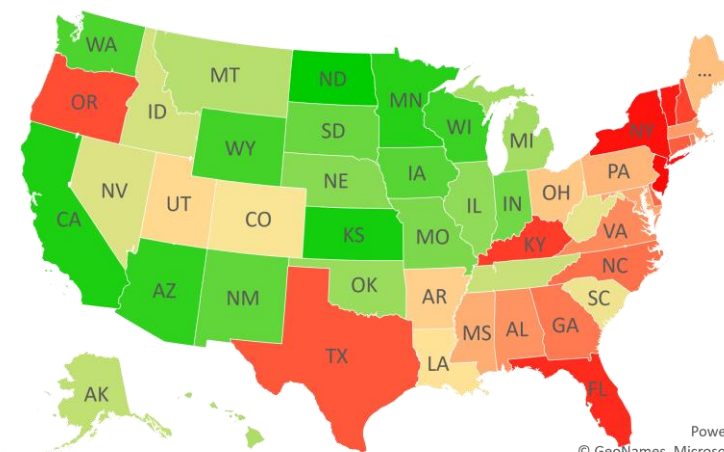 WA
MT
ND
MN
...
OR
ID
SD
WI
MI
NY
WY
IA
PA
NE
NV
UT
CO
IL
IN
OH
CA
KS
MO
KY
VA
NC
AZ
NM
OK
AR
SC
MS
AL
GA
TX
LA
AK
FL
Powe
© GeoNames, Microso